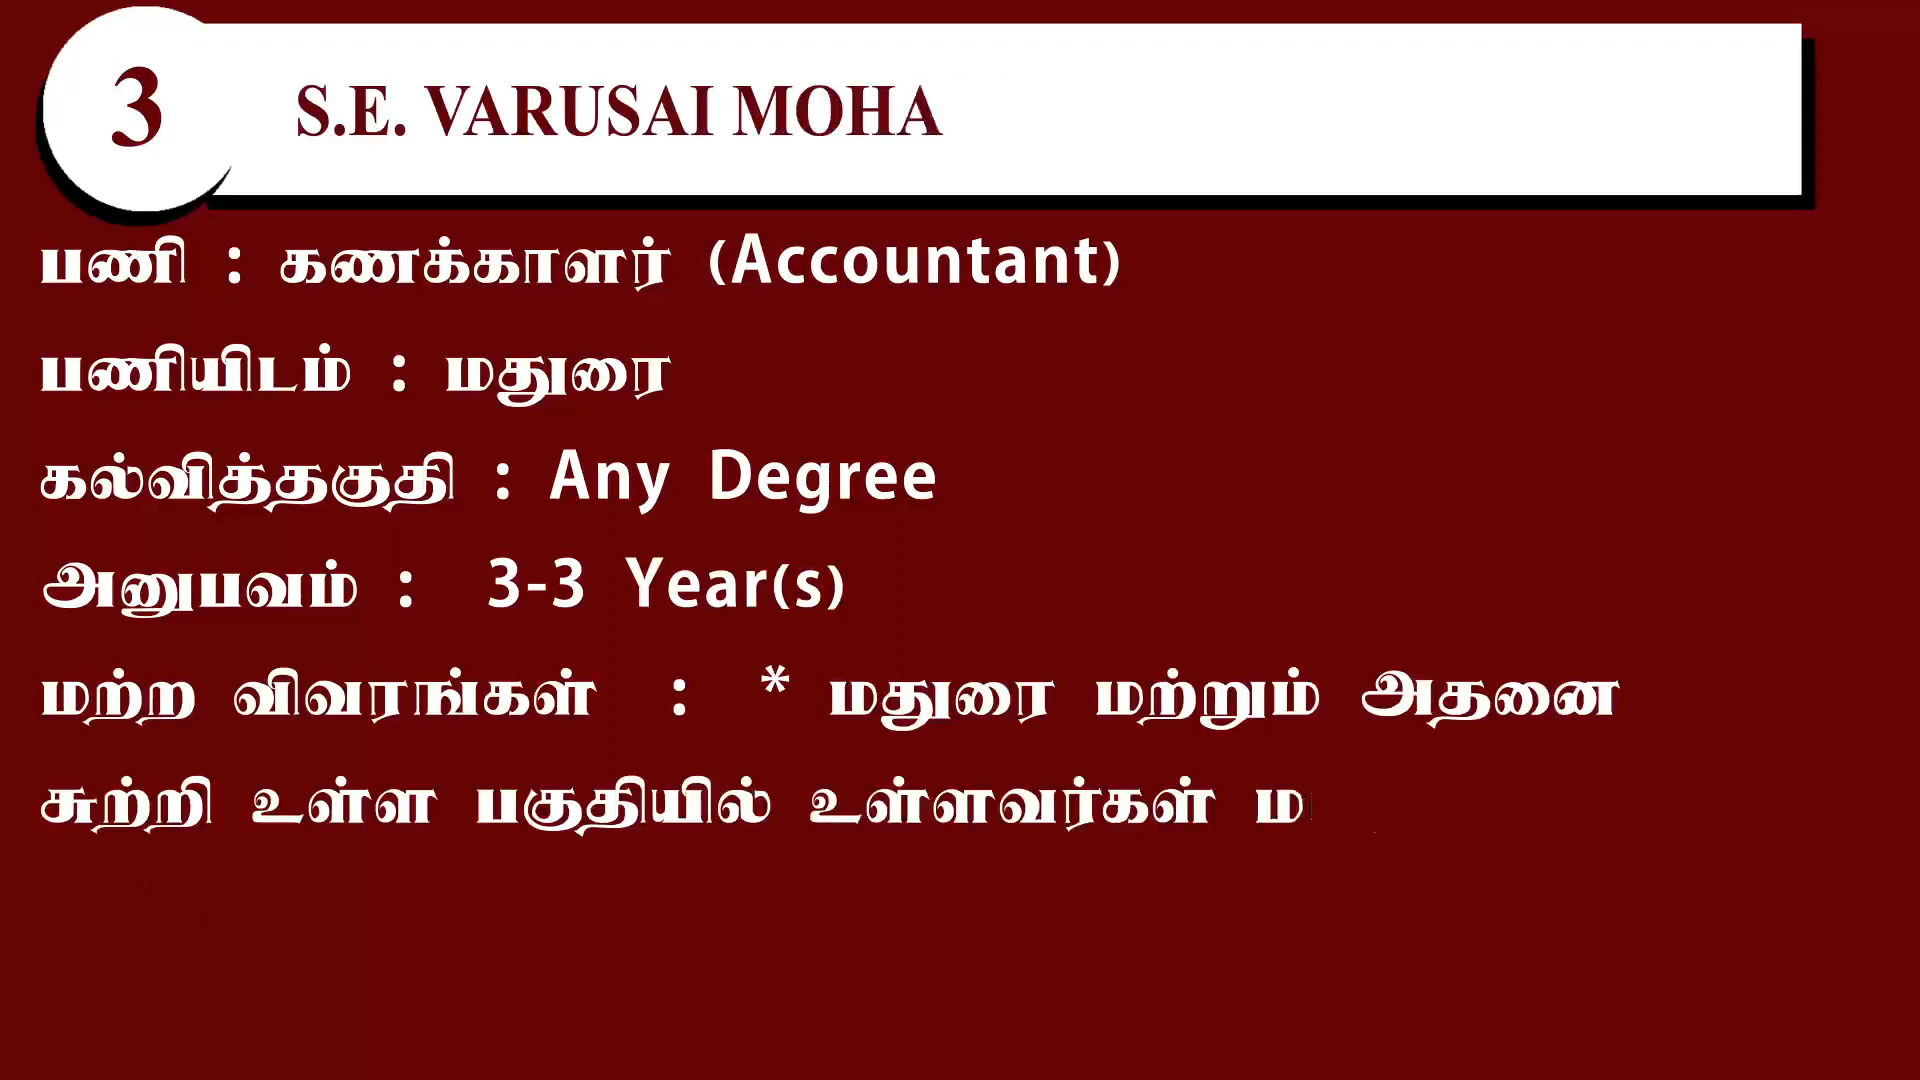 3
S.E. VARUSAI MOHA
பணி : கணக்காளர் (Accountant)
பணியிடம் : மதுரை
கல்வித்தகுதி : Any Degree
அனுபவம் : 3-3 Year(s)
மற்ற விவரங்கள் : * மதுரை மற்றும் அதனை
சுற்றி உள்ள பகுதியில் உள்ளவர்கள் ம